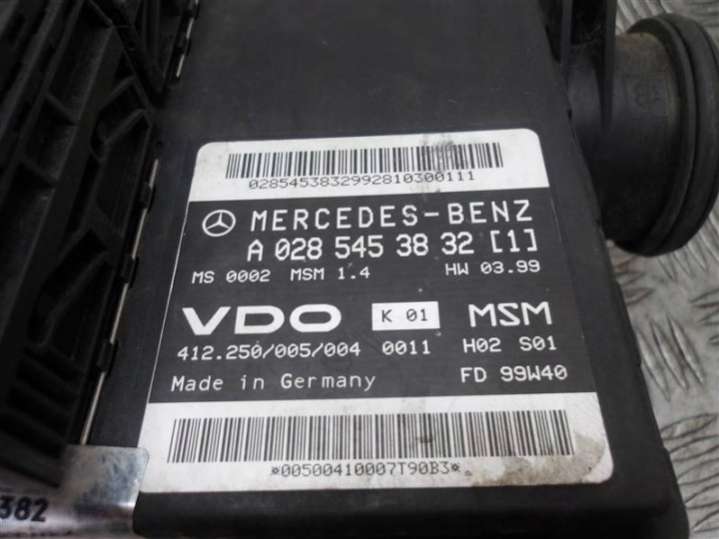 0285453832992810300111
MERCEDES-BENZ
A 028 545 38 32 [1]
MS 0002 MSM 1.4 HW 03.99
VDO K 01 MSM
412.250/005/004 0011 H02 S01
Made in Germany FD 99W40
*00500410007T90B3*
382